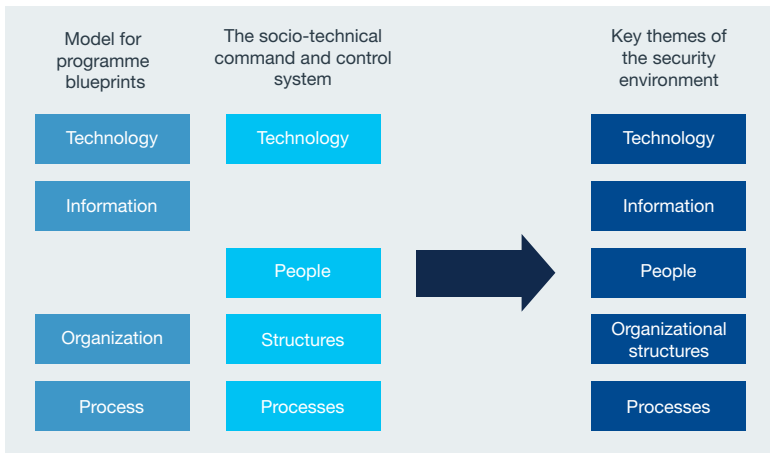 Model for
programme
blueprints
The socio-technical
command and control
system
Key themes of
the security
environment
Technology
Technology
Technology
Information
Information
People
People
Organization
Structures
Organizational
structures
Process
Processes
Processes